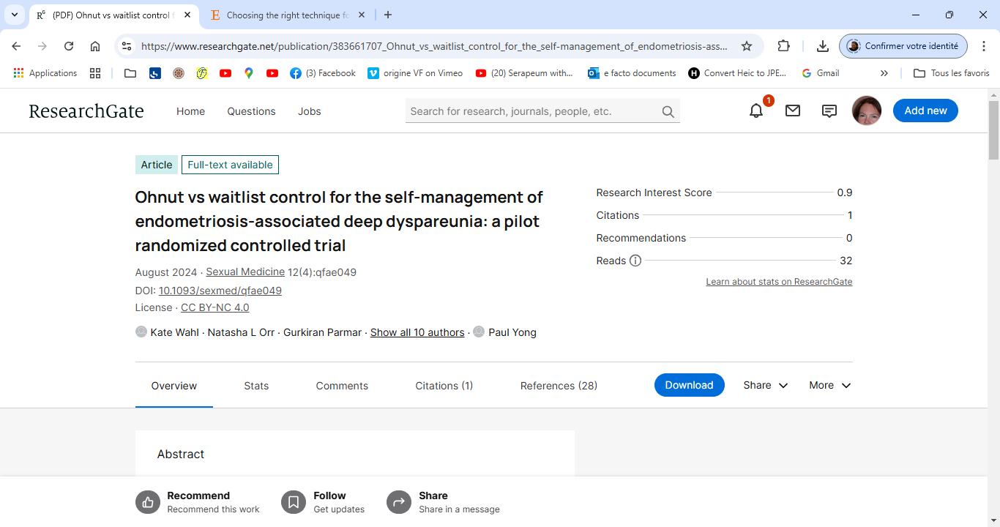 (PDF) Ohnut vs waitlist control f
Choosing the right technique fo
https://www.researchgate.net/publication/383661707_Ohnut_vs_waitlist_control_for_the_self-management_of_endometriosis-ass...
Confirmer votre identité
Applications
(3) Facebook
origine VF on Vimeo
(20) Serapeum with...
e facto documents
Convert Heic to JPE...
Gmail
Tous les favoris
ResearchGate
Home
Questions
Jobs
Search for research, journals, people, etc.
1
Add new
Article
Full-text available
Ohnut vs waitlist control for the self-management of
endometriosis-associated deep dyspareunia: a pilot
randomized controlled trial
August 2024 · Sexual Medicine 12(4):qfae049
DOI: 10.1093/sexmed/qfae049
License · CC BY-NC 4.0
Kate Wahl · Natasha L Orr · Gurkiran Parmar · Show all 10 authors · Paul Yong
Research Interest Score 0.9
Citations 1
Recommendations 0
Reads 32
Learn about stats on ResearchGate
Overview
Stats
Comments
Citations (1)
References (28)
Download
Share
More
Abstract
Recommend
Recommend this work
Follow
Get updates
Share
Share in a message